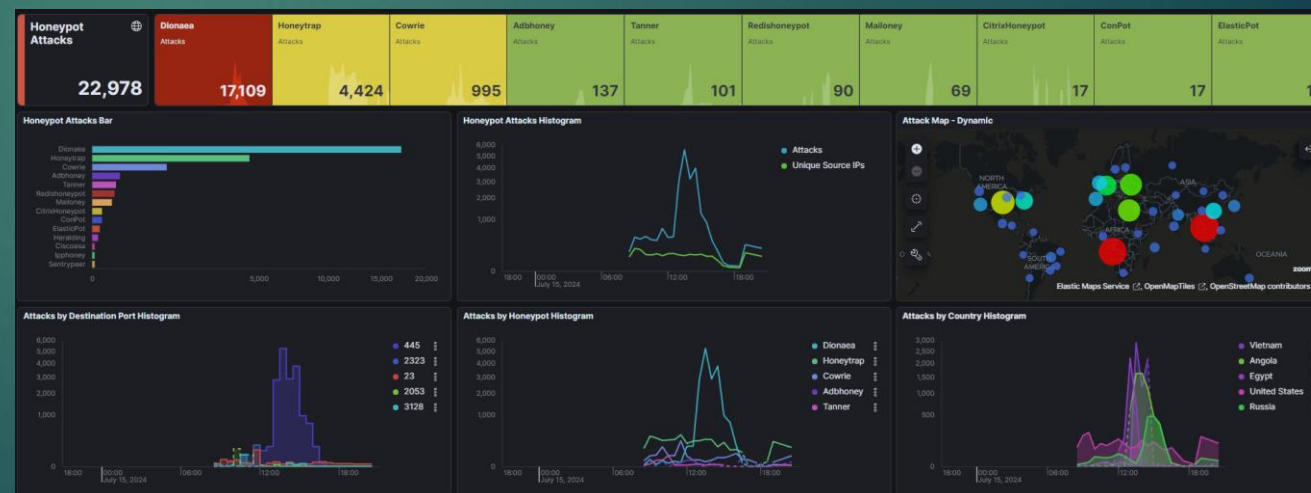 Honeypot Attacks
22,978
Dionaea
Attacks
17,109
Honeytrap
Attacks
4,424
Cowrie
Attacks
995
Adbhoney
Attacks
137
Tanner
Attacks
101
Redishoneypot
Attacks
90
Mailoney
Attacks
69
CitrixHoneypot
Attacks
17
ConPot
Attacks
17
ElasticPot
Attacks
Honeypot Attacks Bar
Dionaea
Honeytrap
Cowrie
Adbhoney
Tanner
Redishoneypot
Mailoney
CitrixHoneypot
ConPot
ElasticPot
Heralding
Ciscoasa
Ipphoney
Sentrypeer
0 5,000 10,000 15,000 20,000
Honeypot Attacks Histogram
6,000
5,000
4,000
3,000
2,000
1,000
0
18:00 00:00 06:00 12:00 18:00
July 15, 2024
Attacks
Unique Source IPs
Attack Map - Dynamic
NORTH AMERICA
ASIA
AFRICA
SOUTH AMERICA
OCEANIA
zoom
Elastic Maps Service, OpenMapTiles, OpenStreetMap contributors
Attacks by Destination Port Histogram
6,000
5,000
4,000
3,000
2,000
1,000
0
18:00 00:00 06:00 12:00 18:00
July 15, 2024
445
2323
23
2053
3128
Attacks by Honeypot Histogram
6,000
5,000
4,000
3,000
2,000
1,000
0
18:00 00:00 06:00 12:00 18:00
July 15, 2024
Dionaea
Honeytrap
Cowrie
Adbhoney
Tanner
Attacks by Country Histogram
3,000
2,500
2,000
1,500
1,000
500
0
18:00 00:00 06:00 12:00 18:00
July 15, 2024
Vietnam
Angola
Egypt
United States
Russia